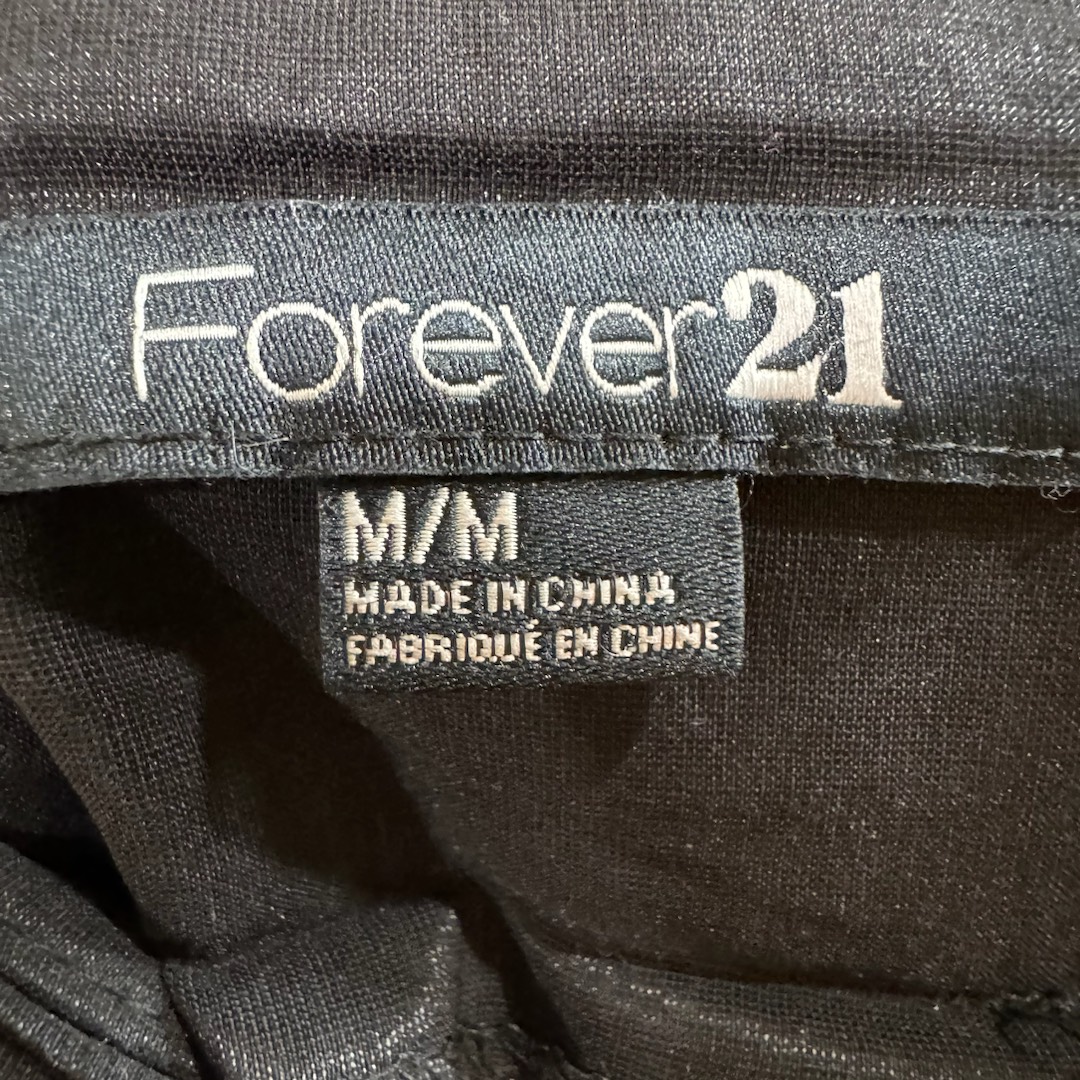 Forever21
M/M
MADE IN CHINA
FABRIQUÉ EN CHINE